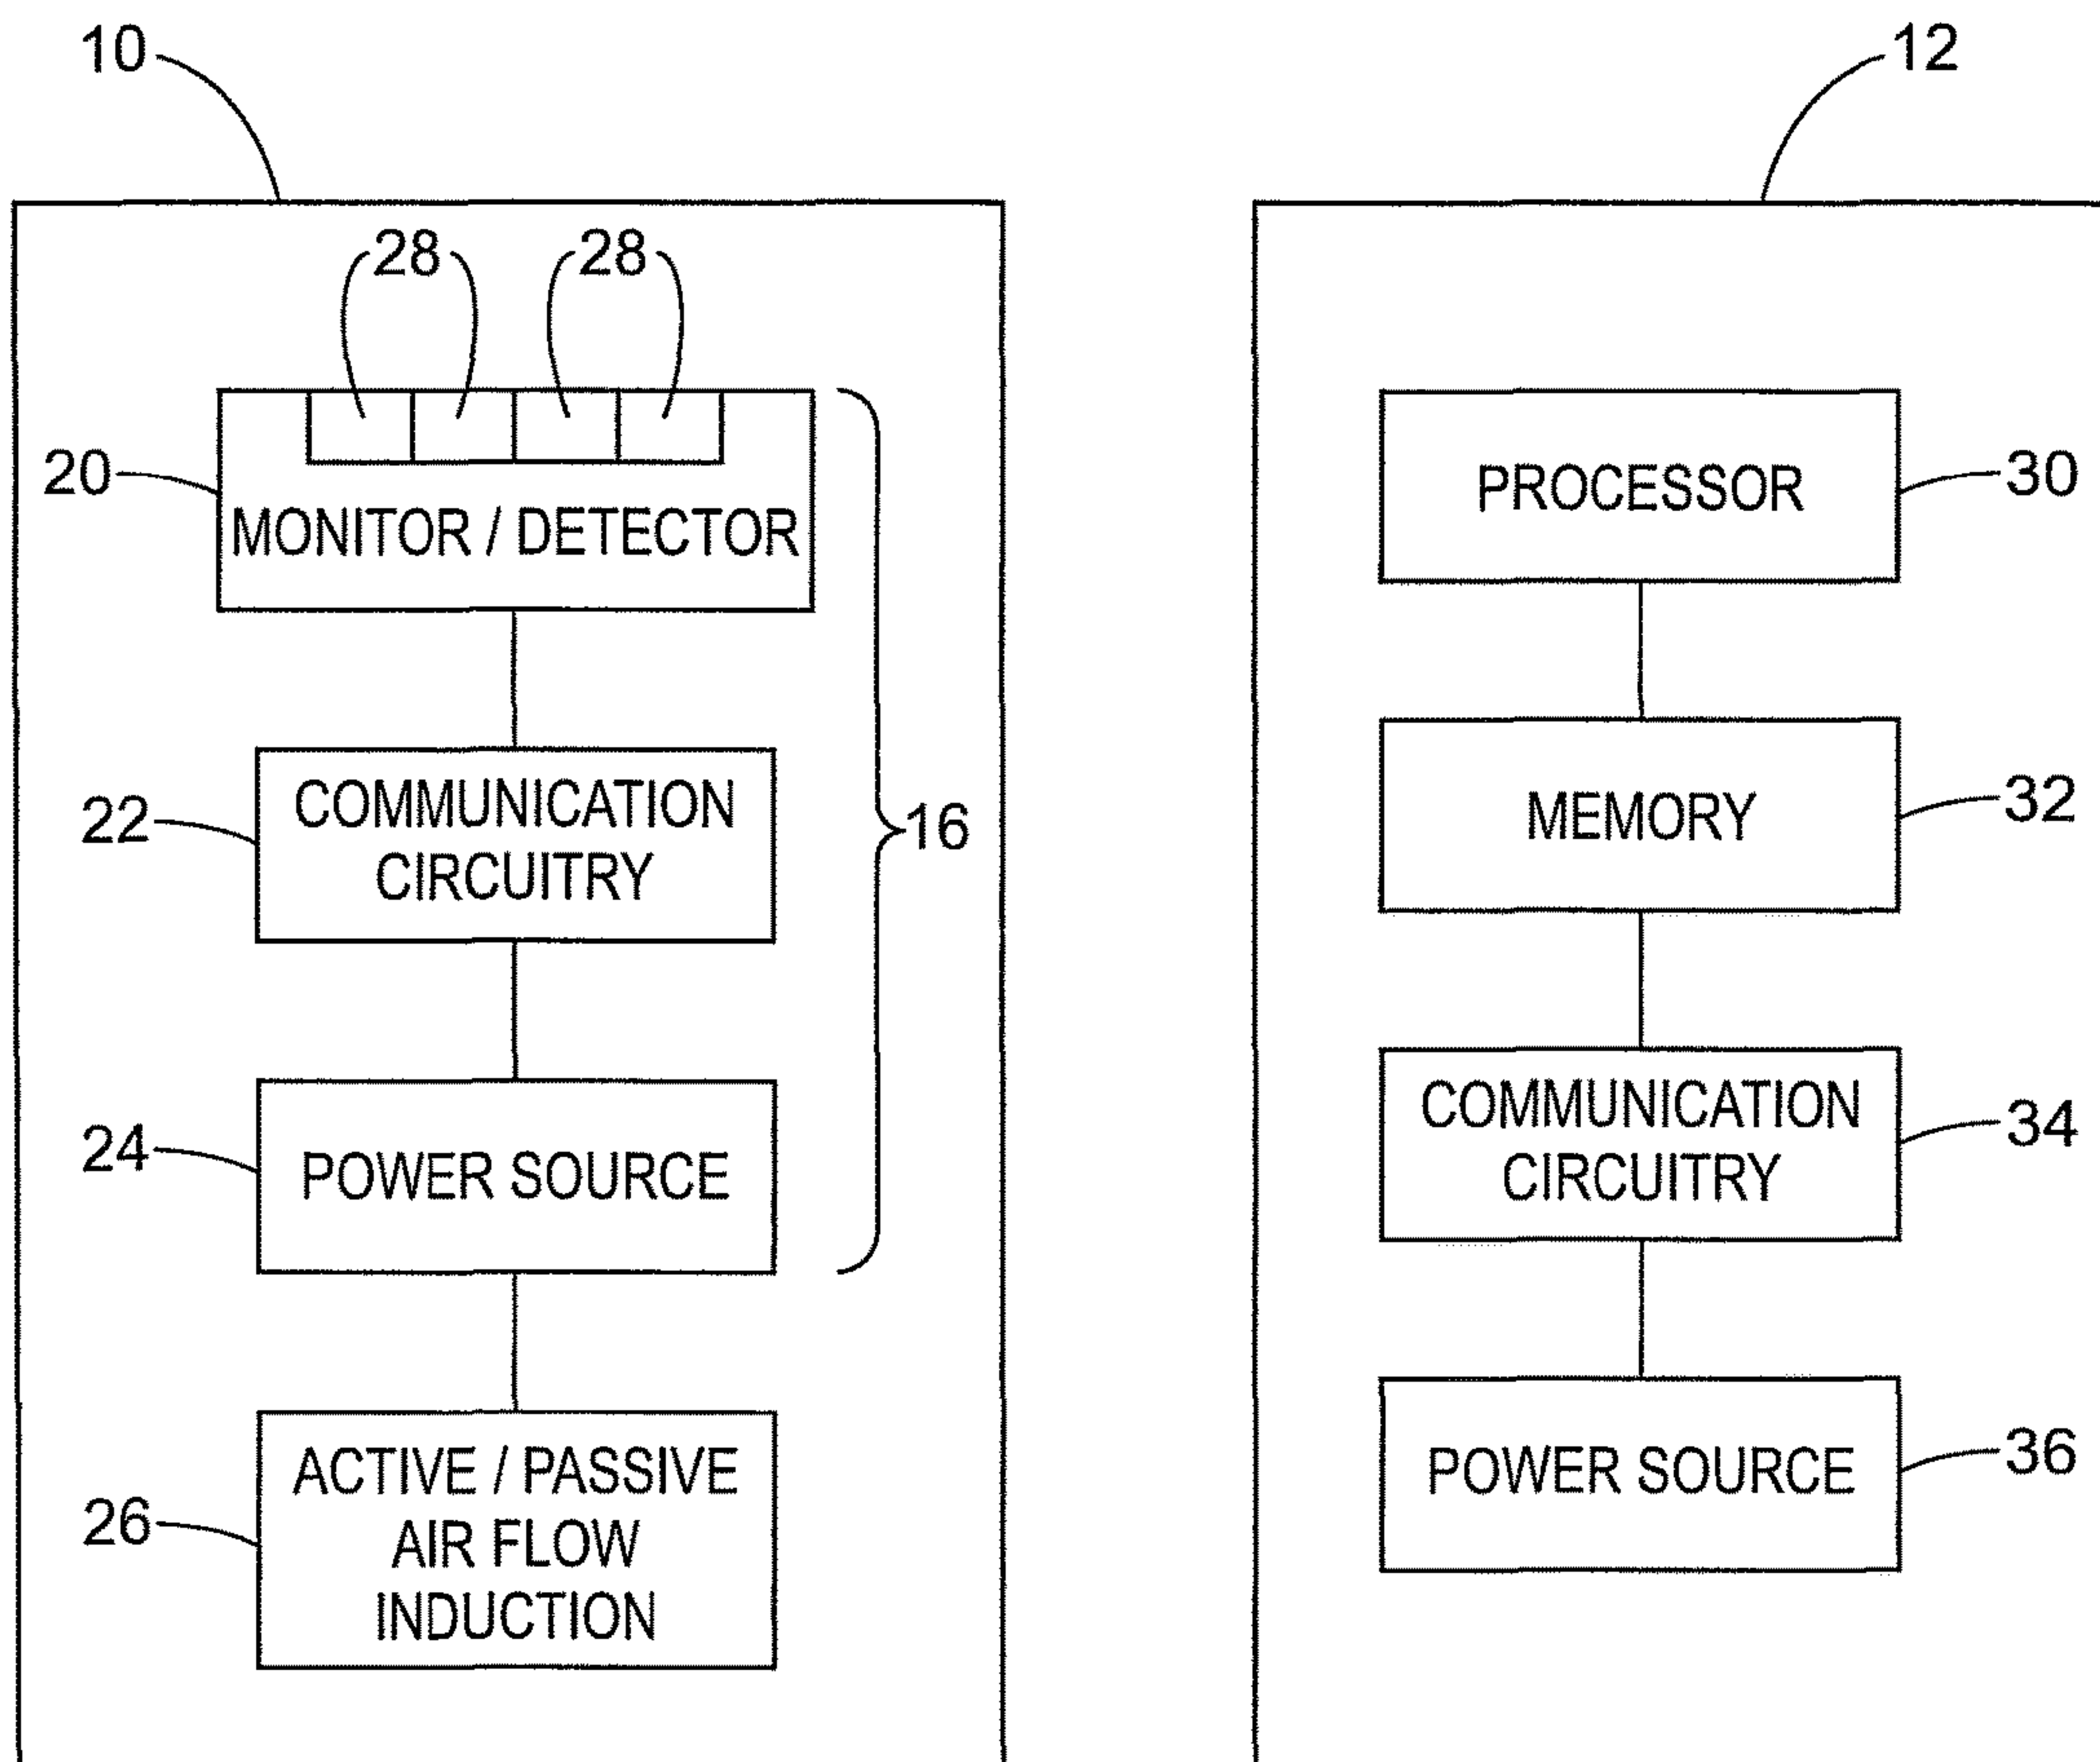 10
12
28
28
20
MONITOR / DETECTOR
22
COMMUNICATION
CIRCUITRY
16
24
POWER SOURCE
26
ACTIVE / PASSIVE
AIR FLOW
INDUCTION
PROCESSOR
30
MEMORY
32
COMMUNICATION
CIRCUITRY
34
POWER SOURCE
36